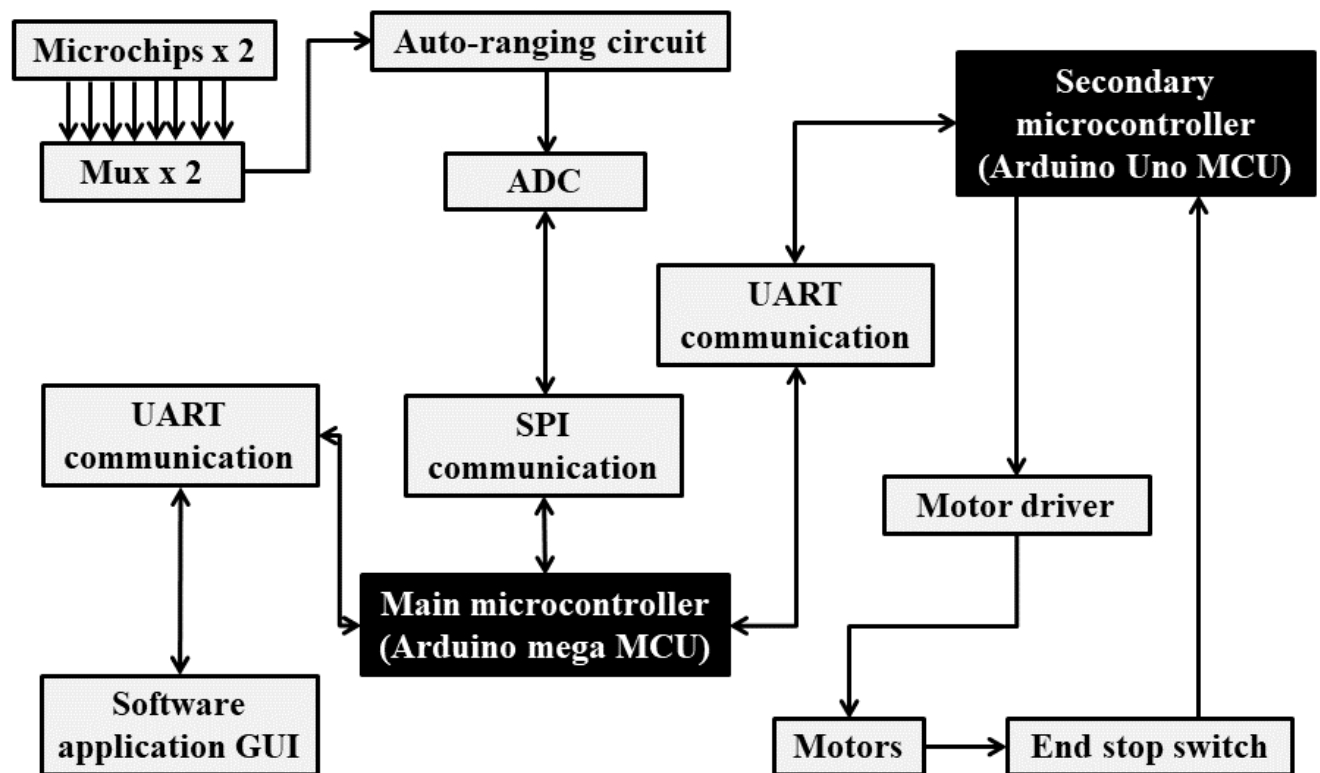 Microchips x 2
Auto-ranging circuit
Mux x 2
ADC
Secondary
microcontroller
(Arduino Uno MCU)
UART
communication
UART
communication
SPI
communication
Motor driver
Main microcontroller
(Arduino mega MCU)
Software
application GUI
Motors
End stop switch